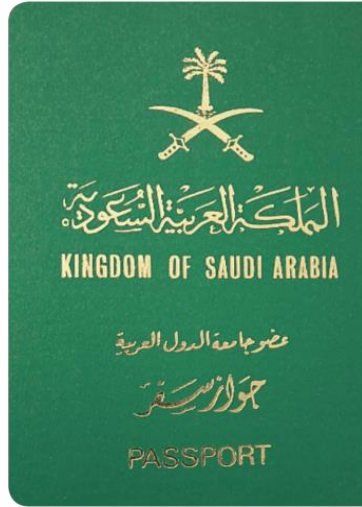 المملكة العربية السعودية
KINGDOM OF SAUDI ARABIA
عضو جامعة الدول العربية
جواز سفر
PASSPORT